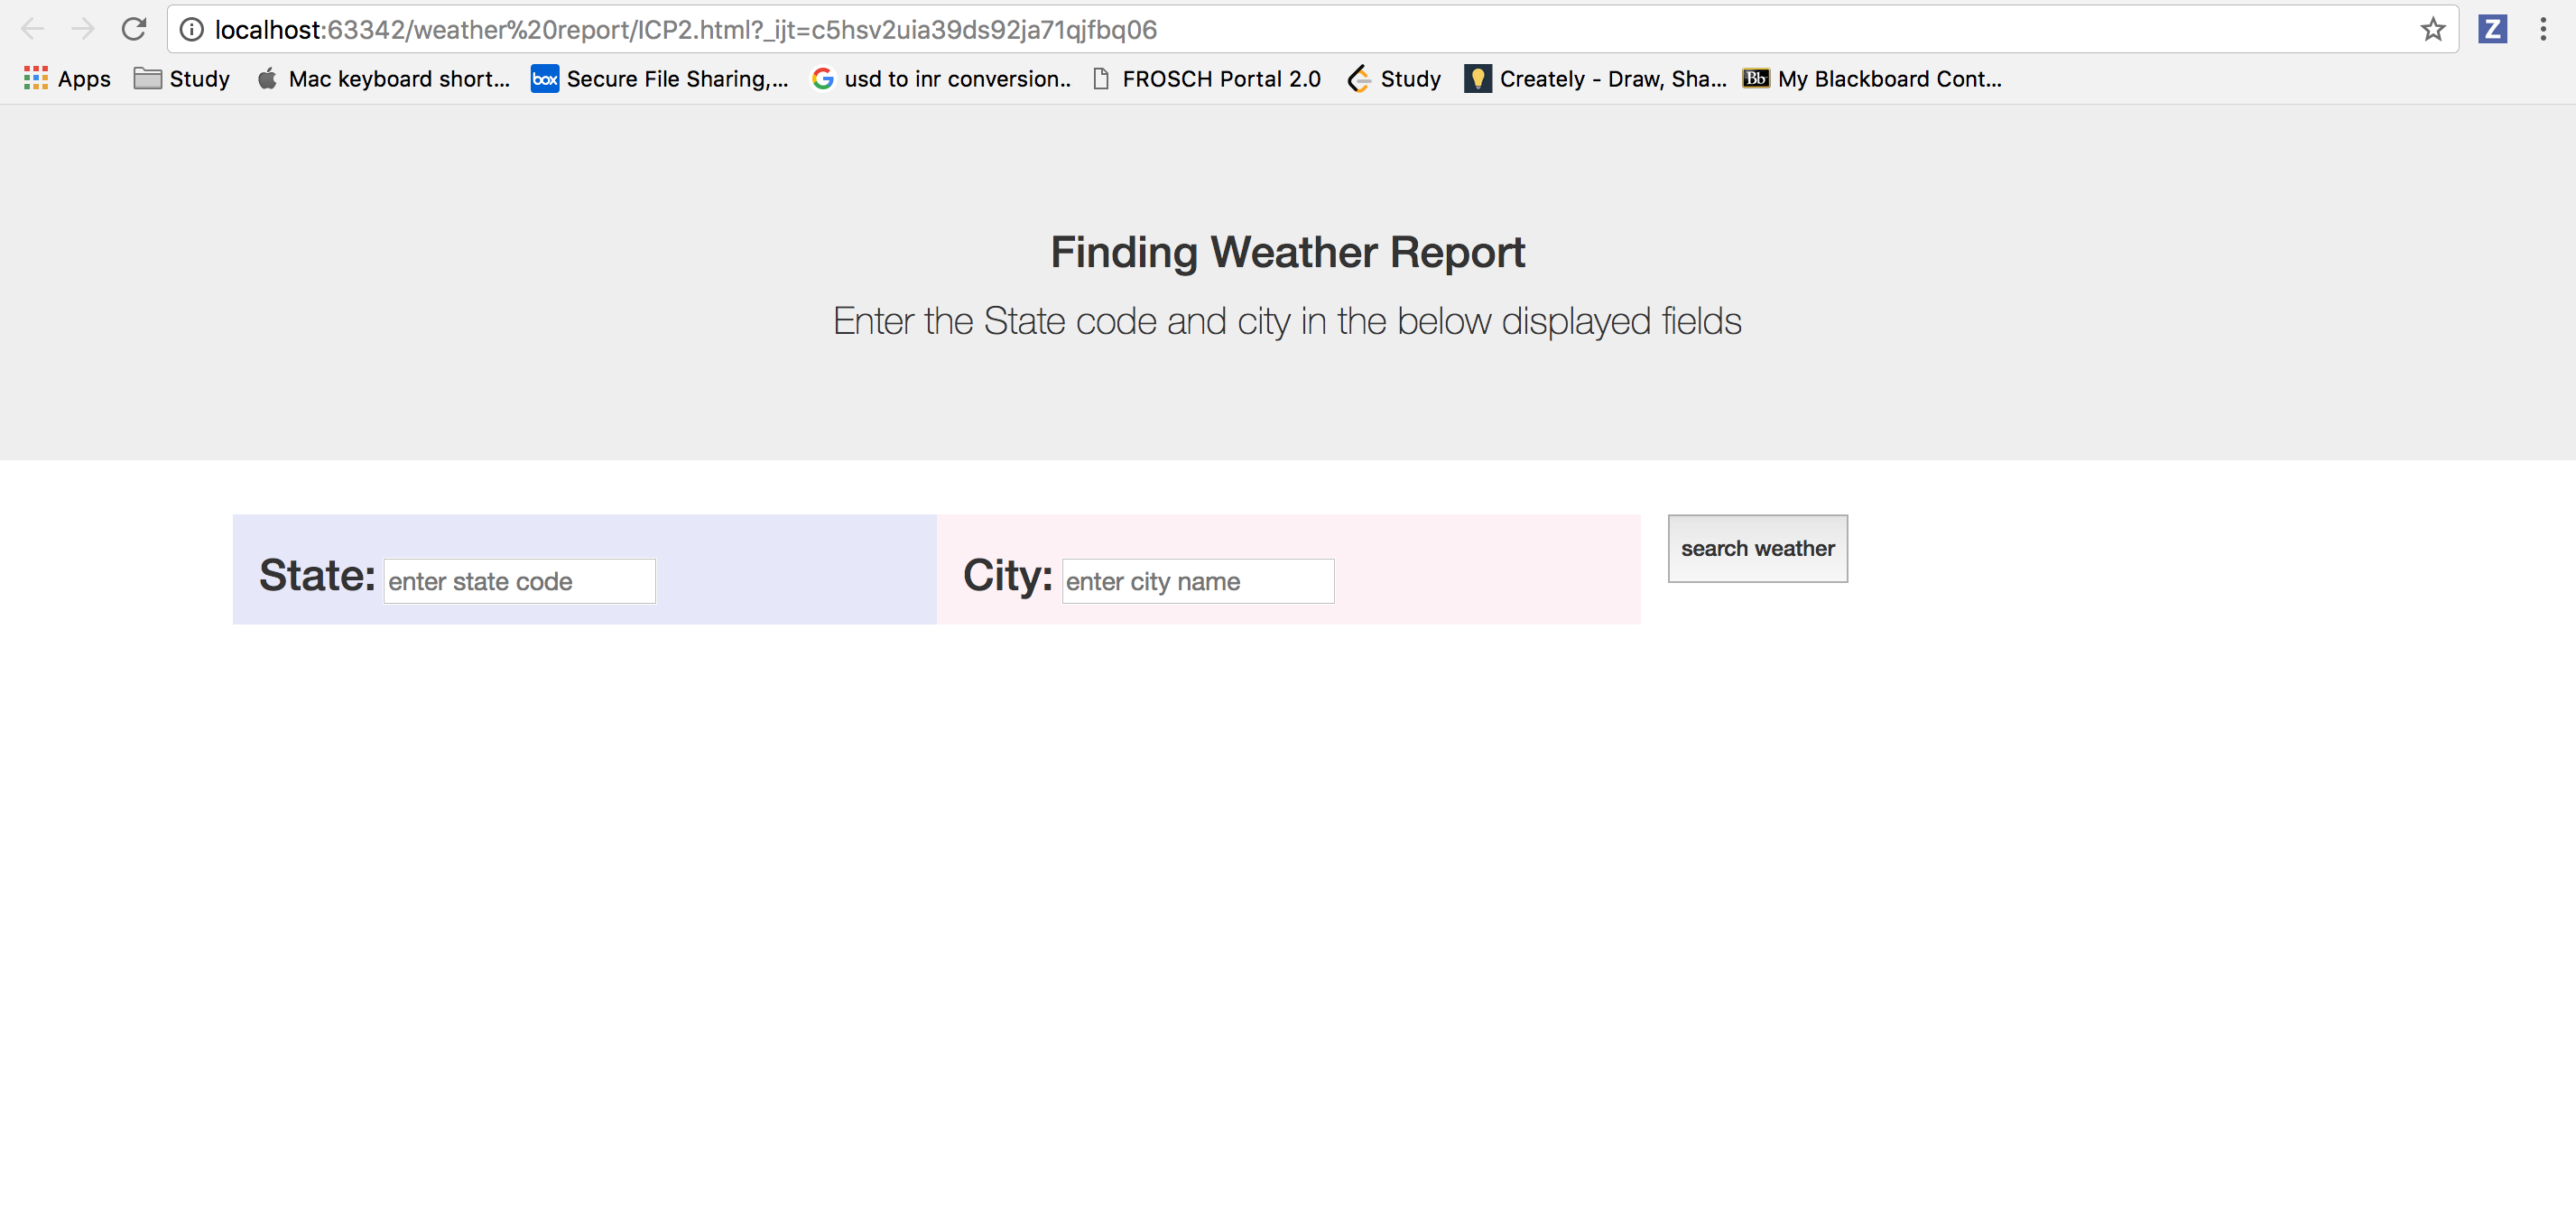 localhost:63342/weather%20report/ICP2.html?_ijt=c5hsv2uia39ds92ja71qjfbq06
Z
Apps Study Mac keyboard short... box Secure File Sharing,... G usd to inr conversion... FROSCH Portal 2.0 Study Creately - Draw, Sha... Bb My Blackboard Cont...
Finding Weather Report
Enter the State code and city in the below displayed fields
State: enter state code City: enter city name search weather